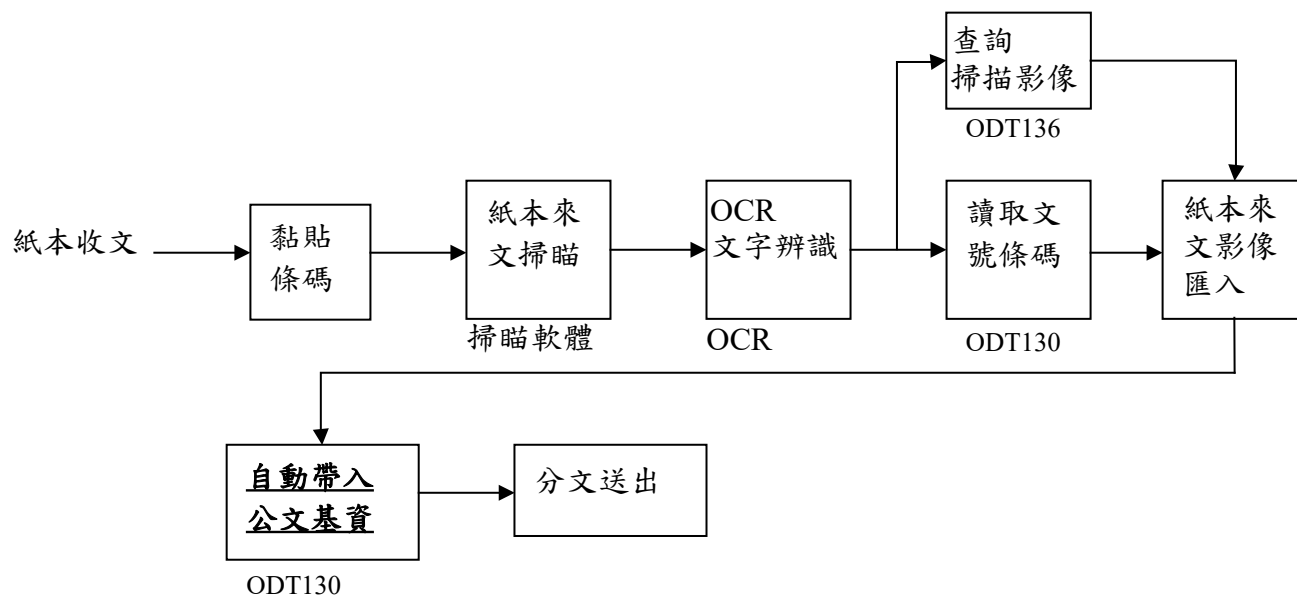 查詢
掃描影像
ODT136
紙本收文
黏貼
條碼
紙本來
文掃瞄
掃瞄軟體
OCR
文字辨識
OCR
讀取文
號條碼
ODT130
紙本來
文影像
匯入
自動帶入
公文基資
ODT130
分文送出